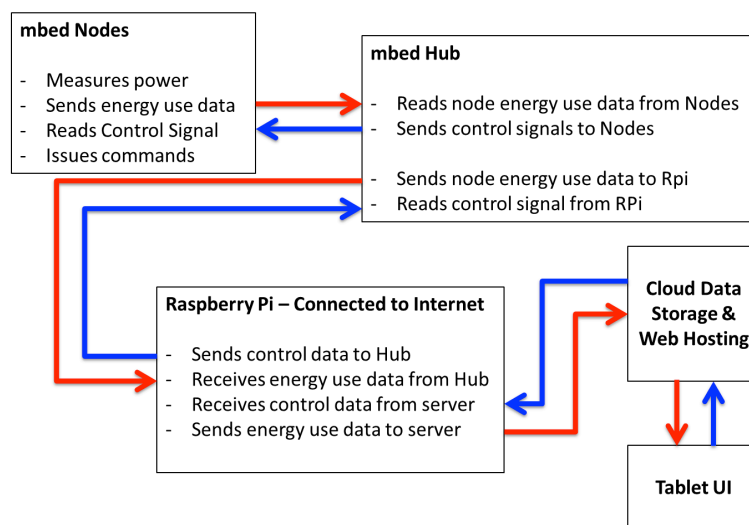 mbed Nodes
- Measures power
- Sends energy use data
- Reads Control Signal
- Issues commands
mbed Hub
- Reads node energy use data from Nodes
- Sends control signals to Nodes
- Sends node energy use data to Rpi
- Reads control signal from RPi
Raspberry Pi – Connected to Internet
- Sends control data to Hub
- Receives energy use data from Hub
- Receives control data from server
- Sends energy use data to server
Cloud Data
Storage &
Web Hosting
Tablet UI